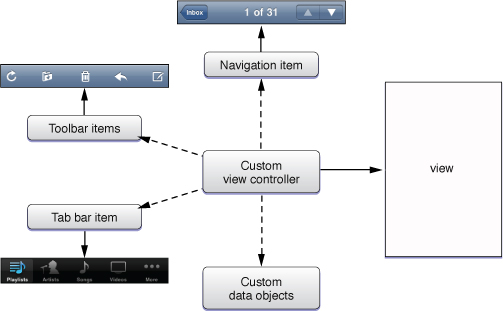 Inbox
1 of 31
Navigation item
Toolbar items
Custom
view controller
view
Tab bar item
Playlists Artists Songs Videos More
Custom
data objects